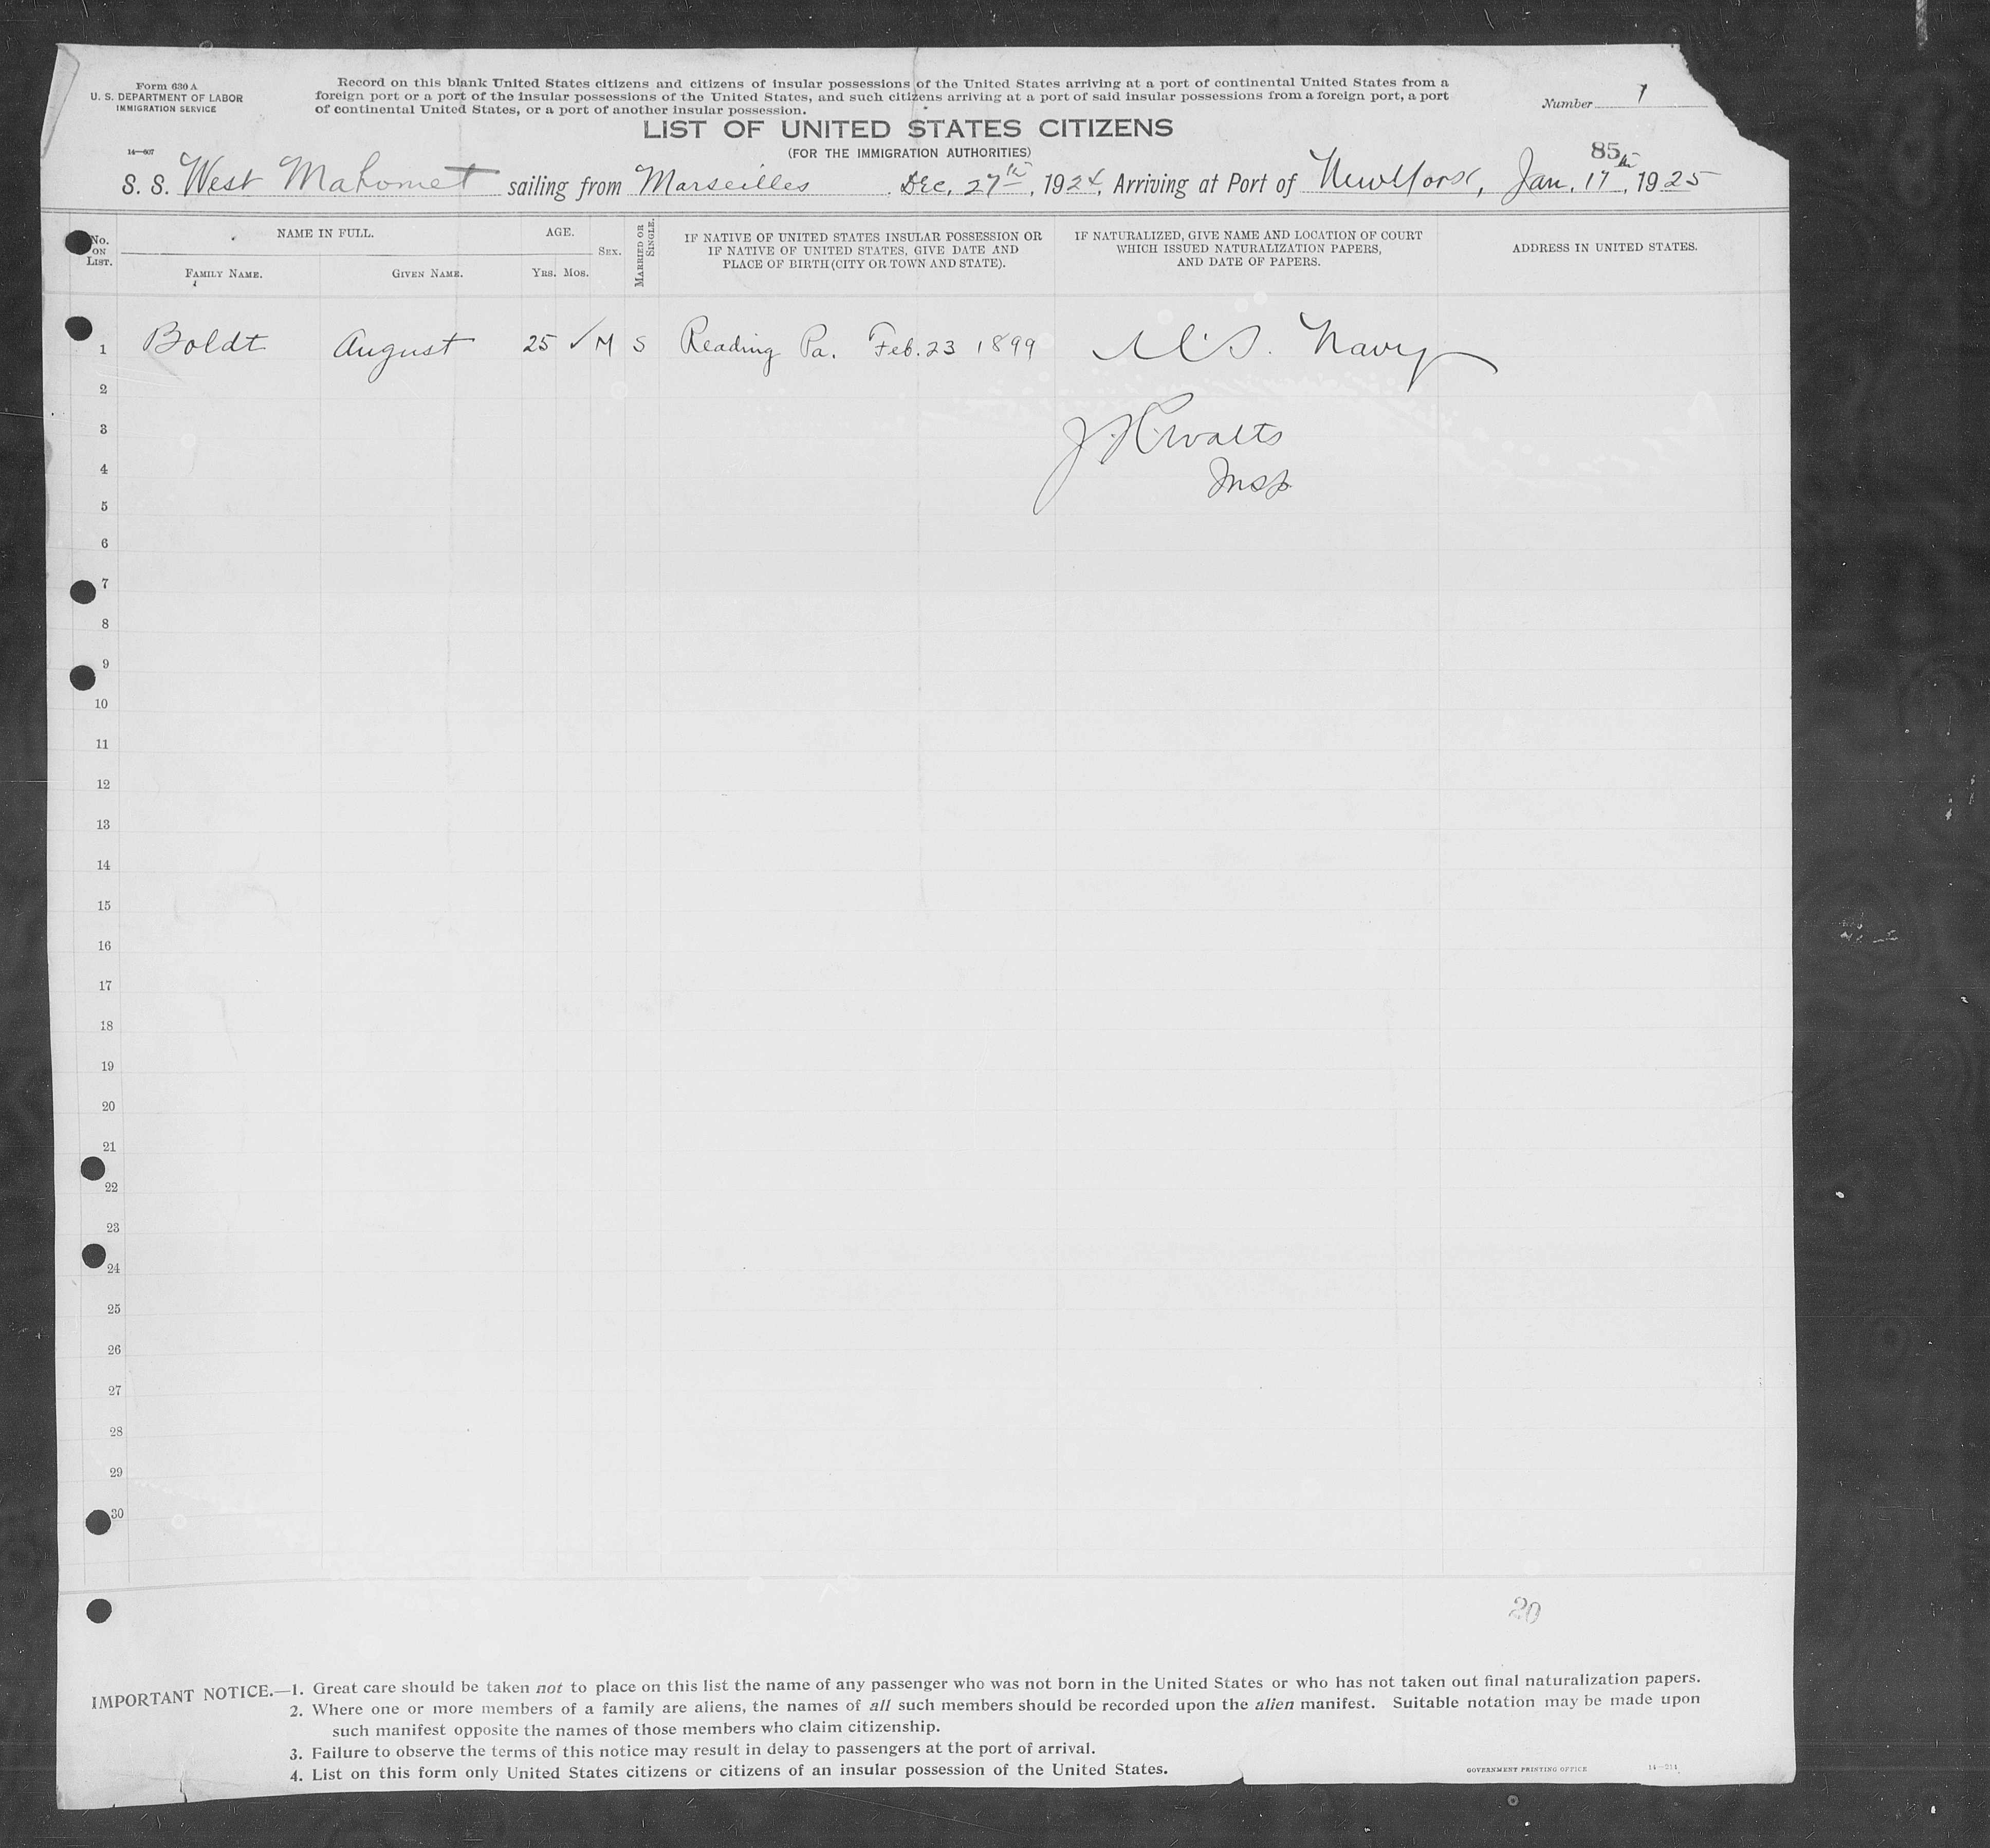 Form 630 A
U. S. DEPARTMENT OF LABOR
IMMIGRATION SERVICE
14—607
Record on this blank United States citizens and citizens of insular possessions of the United States arriving at a port of continental United States from a
foreign port or a port of the insular possessions of the United States, and such citizens arriving at a port of said insular possessions from a foreign port, a port
of continental United States, or a port of another insular possession.
Number 1
LIST OF UNITED STATES CITIZENS
(FOR THE IMMIGRATION AUTHORITIES)
85
S. S. West Mahomet sailing from Marseilles Dec. 27th, 1924, Arriving at Port of New York, Jan. 17th, 1925
No. ON LIST.
NAME IN FULL.
FAMILY NAME.
GIVEN NAME.
AGE.
YRS. MOS.
SEX.
MARRIED OR SINGLE.
IF NATIVE OF UNITED STATES INSULAR POSSESSION OR
IF NATIVE OF UNITED STATES, GIVE DATE AND
PLACE OF BIRTH (CITY OR TOWN AND STATE).
IF NATURALIZED, GIVE NAME AND LOCATION OF COURT
WHICH ISSUED NATURALIZATION PAPERS,
AND DATE OF PAPERS.
ADDRESS IN UNITED STATES.
1 Boldt August 25 ✓ M S Reading Pa. Feb. 23 1899 U.S. Navy
2
3
4 Insp
5
6
7
8
9
10
11
12
13
14
15
16
17
18
19
20
21
22
23
24
25
26
27
28
29
30
20
IMPORTANT NOTICE.—1. Great care should be taken not to place on this list the name of any passenger who was not born in the United States or who has not taken out final naturalization papers.
2. Where one or more members of a family are aliens, the names of all such members should be recorded upon the alien manifest. Suitable notation may be made upon
such manifest opposite the names of those members who claim citizenship.
3. Failure to observe the terms of this notice may result in delay to passengers at the port of arrival.
4. List on this form only United States citizens or citizens of an insular possession of the United States.
GOVERNMENT PRINTING OFFICE